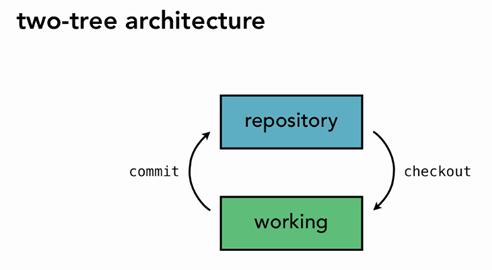 two-tree architecture
repository
commit
checkout
working